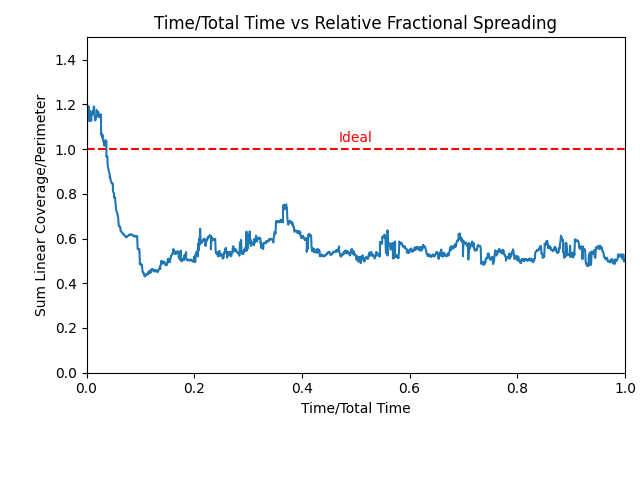 Time/Total Time vs Relative Fractional Spreading
1.4
1.2
1.0
0.8
0.6
0.4
0.2
0.0
Sum Linear Coverage/Perimeter
Ideal
0.0 0.2 0.4 0.6 0.8 1.0
Time/Total Time